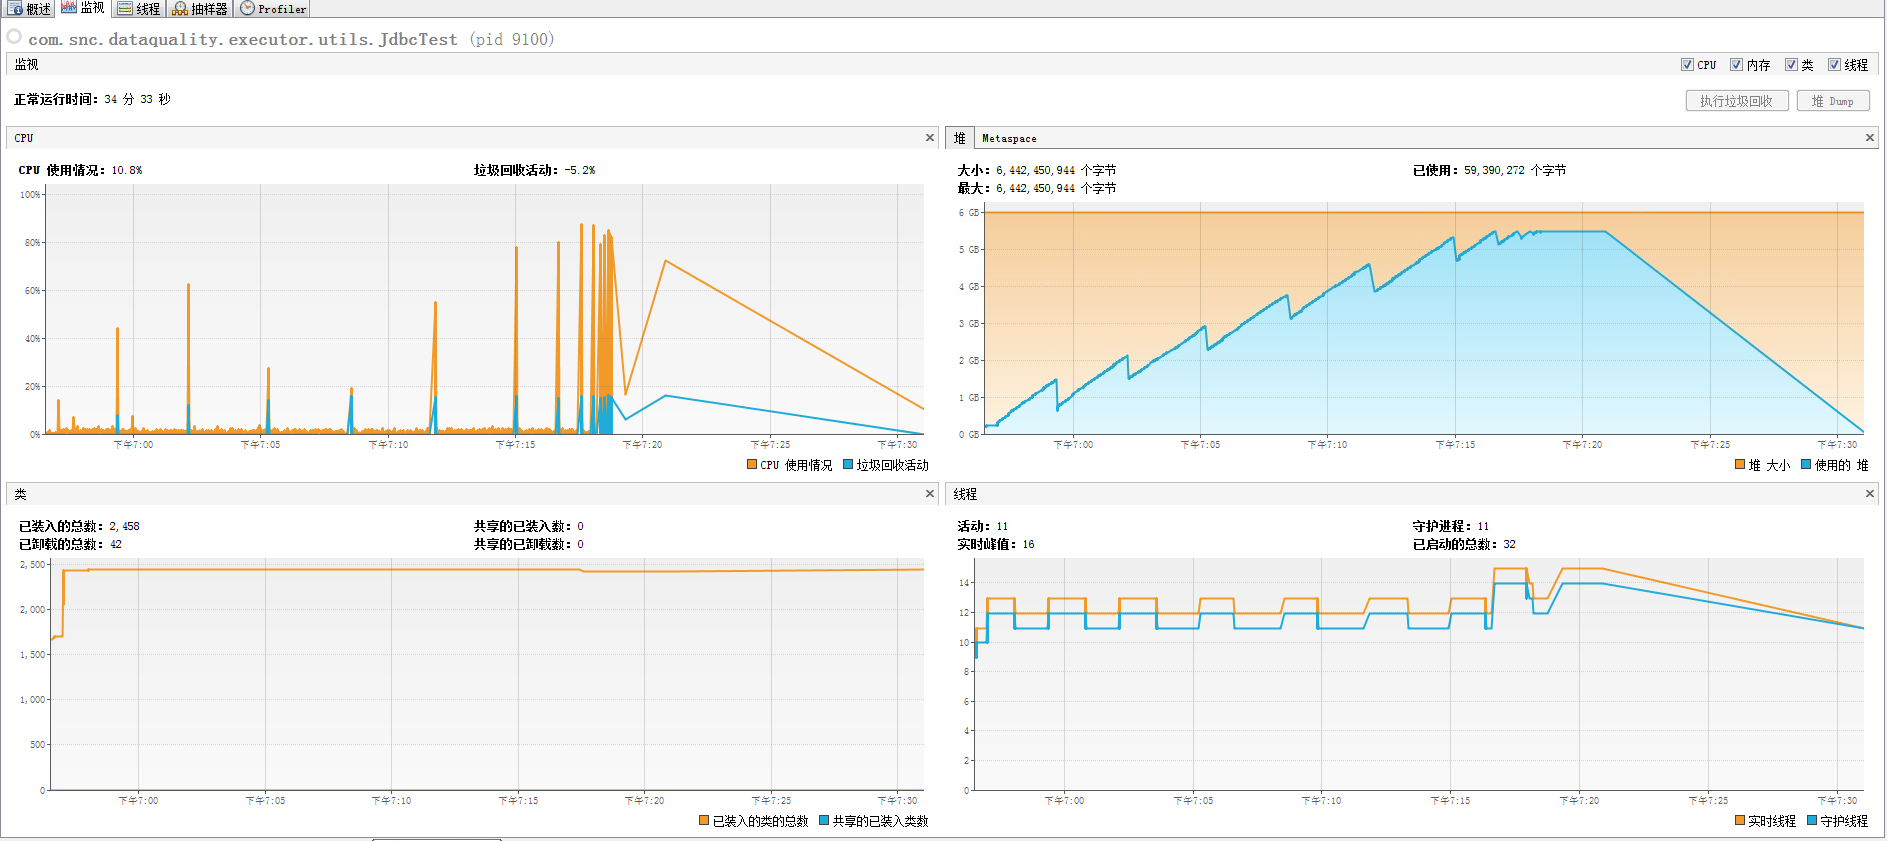 概述 监视 线程 抽样器 Profiler
com.snc.dataquality.executor.utils.JdbcTest (pid 9100)
监视 CPU 内存 类 线程
正常运行时间: 34 分 33 秒 执行垃圾回收 堆 Dump
CPU
CPU 使用情况: 10.8% 垃圾回收活动: -5.2%
100%
80%
60%
40%
20%
0%
下午7:00 下午7:05 下午7:10 下午7:15 下午7:20 下午7:25 下午7:30
CPU 使用情况 垃圾回收活动
堆 Metaspace
大小: 6,442,450,944 个字节 已使用: 59,390,272 个字节
最大: 6,442,450,944 个字节
6 GB
5 GB
4 GB
3 GB
2 GB
1 GB
0 GB
下午7:00 下午7:05 下午7:10 下午7:15 下午7:20 下午7:25 下午7:30
堆 大小 使用的 堆
类
已装入的总数: 2,458 共享的已装入数: 0
已卸载的总数: 42 共享的已卸载数: 0
2,500
2,000
1,500
1,000
500
0
下午7:00 下午7:05 下午7:10 下午7:15 下午7:20 下午7:25 下午7:30
已装入的类的总数 共享的已装入类数
线程
活动: 11 守护进程: 11
实时峰值: 16 已启动的总数: 32
14
12
10
8
6
4
2
0
下午7:00 下午7:05 下午7:10 下午7:15 下午7:20 下午7:25 下午7:30
实时线程 守护线程